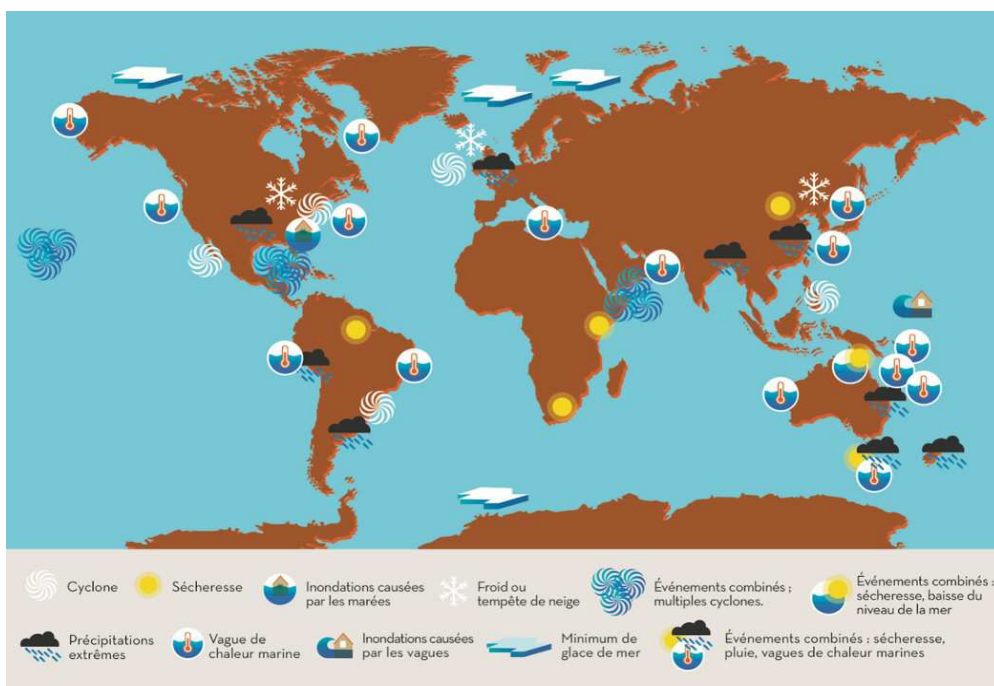 Cyclone
Sécheresse
Inondations causées
par les marées
Froid ou
tempête de neige
Événements combinés ;
multiples cyclones.
Événements combinés :
sécheresse, baisse du
niveau de la mer
Précipitations
extrêmes
Vague de
chaleur marine
Inondations causées
par les vagues
Minimum de
glace de mer
Événements combinés : sécheresse,
pluie, vagues de chaleur marines